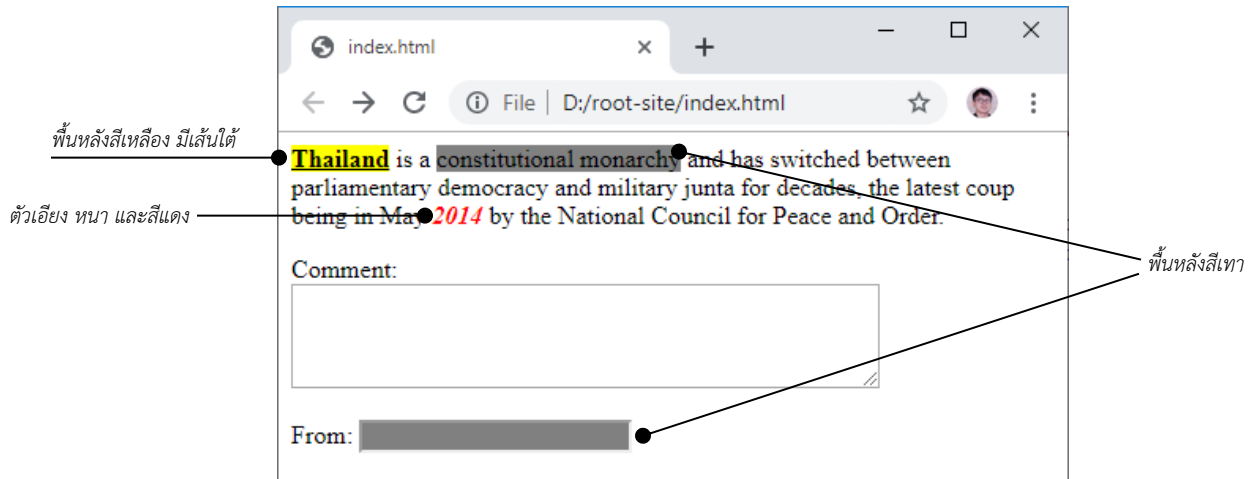 index.html
File D:/root-site/index.html
พื้นหลังสีเหลือง มีเส้นใต้
Thailand is a constitutional monarchy and has switched between
parliamentary democracy and military junta for decades, the latest coup
ตัวเอียง หนา และสีแดง
being in May 2014 by the National Council for Peace and Order.
พื้นหลังสีเทา
Comment:
From: